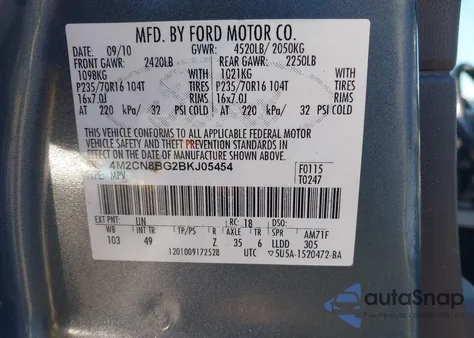 MFD. BY FORD MOTOR CO.
DATE: 09/10 GVWR: 4520LB/ 2050KG
FRONT GAWR: 2420LB REAR GAWR: 2250LB
1098KG WITH 1021KG WITH
P235/70R16 104T TIRES P235/70R16 104T TIRES
16x7.0J RIMS 16x7.0J RIMS
AT 220 kPa/ 32 PSI COLD AT 220 kPa/ 32 PSI COLD
THIS VEHICLE CONFORMS TO ALL APPLICABLE FEDERAL MOTOR
VEHICLE SAFETY AND THEFT PREVENTION STANDARDS IN EFFECT
ON THE DATE OF MANUFACTURE SHOWN ABOVE.
VIN: 4M2CN8BG2BKJ05454 F0115
TYPE: MPV T0247
EXT PNT: UN RC: 18 DSO:
WB INT TR R AXLE TR SPR AM71F
103 49 Z 35 6 LLDD 305
1201009172528 UTC ▽5U5A-1520472-BA
autoSnap